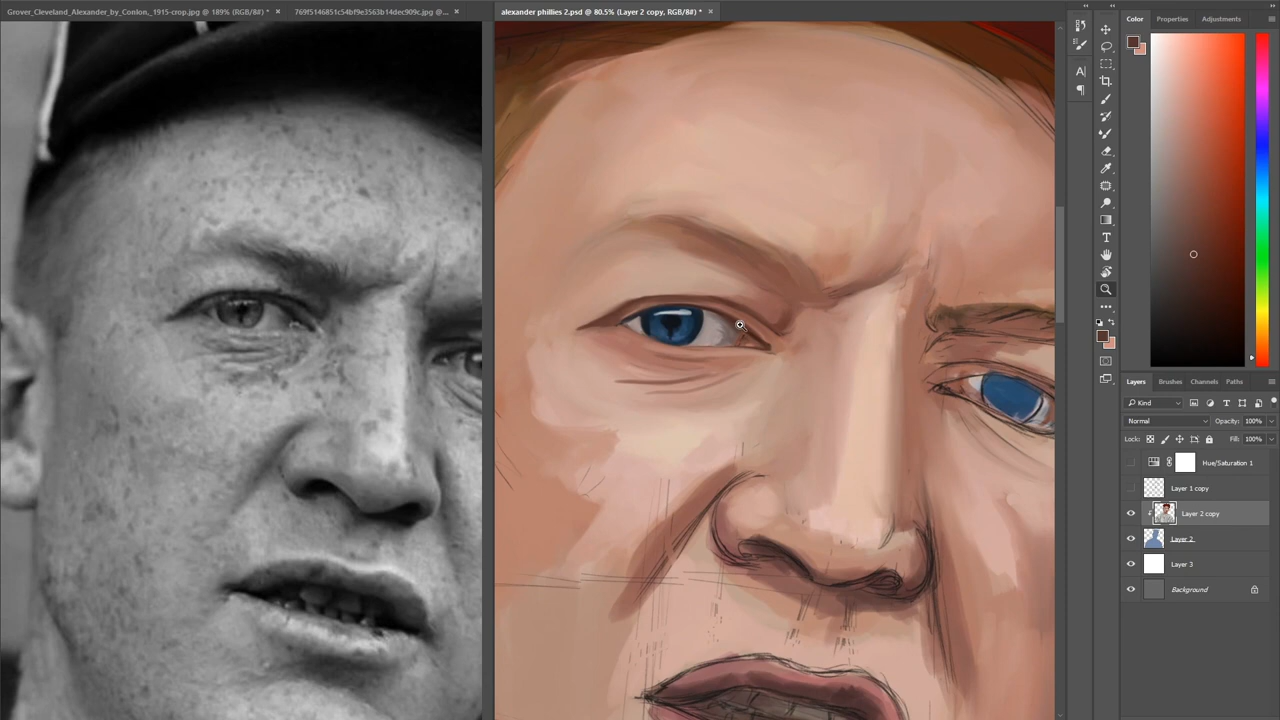 Grover_Cleveland_Alexander_by_Conlon,_1915-crop.jpg @ 189% (RGB/8#) * ×
769f5146851c54bf9e3563b14dec909c.jpg @... ×
alexander phillies 2.psd @ 80.5% (Layer 2 copy, RGB/8#) * ×
Color
Properties
Adjustments
Layers
Brushes
Channels
Paths
Kind
Normal
Opacity: 100%
Lock:
Fill: 100%
Hue/Saturation 1
Layer 1 copy
Layer 2 copy
Layer 2
Layer 3
Background